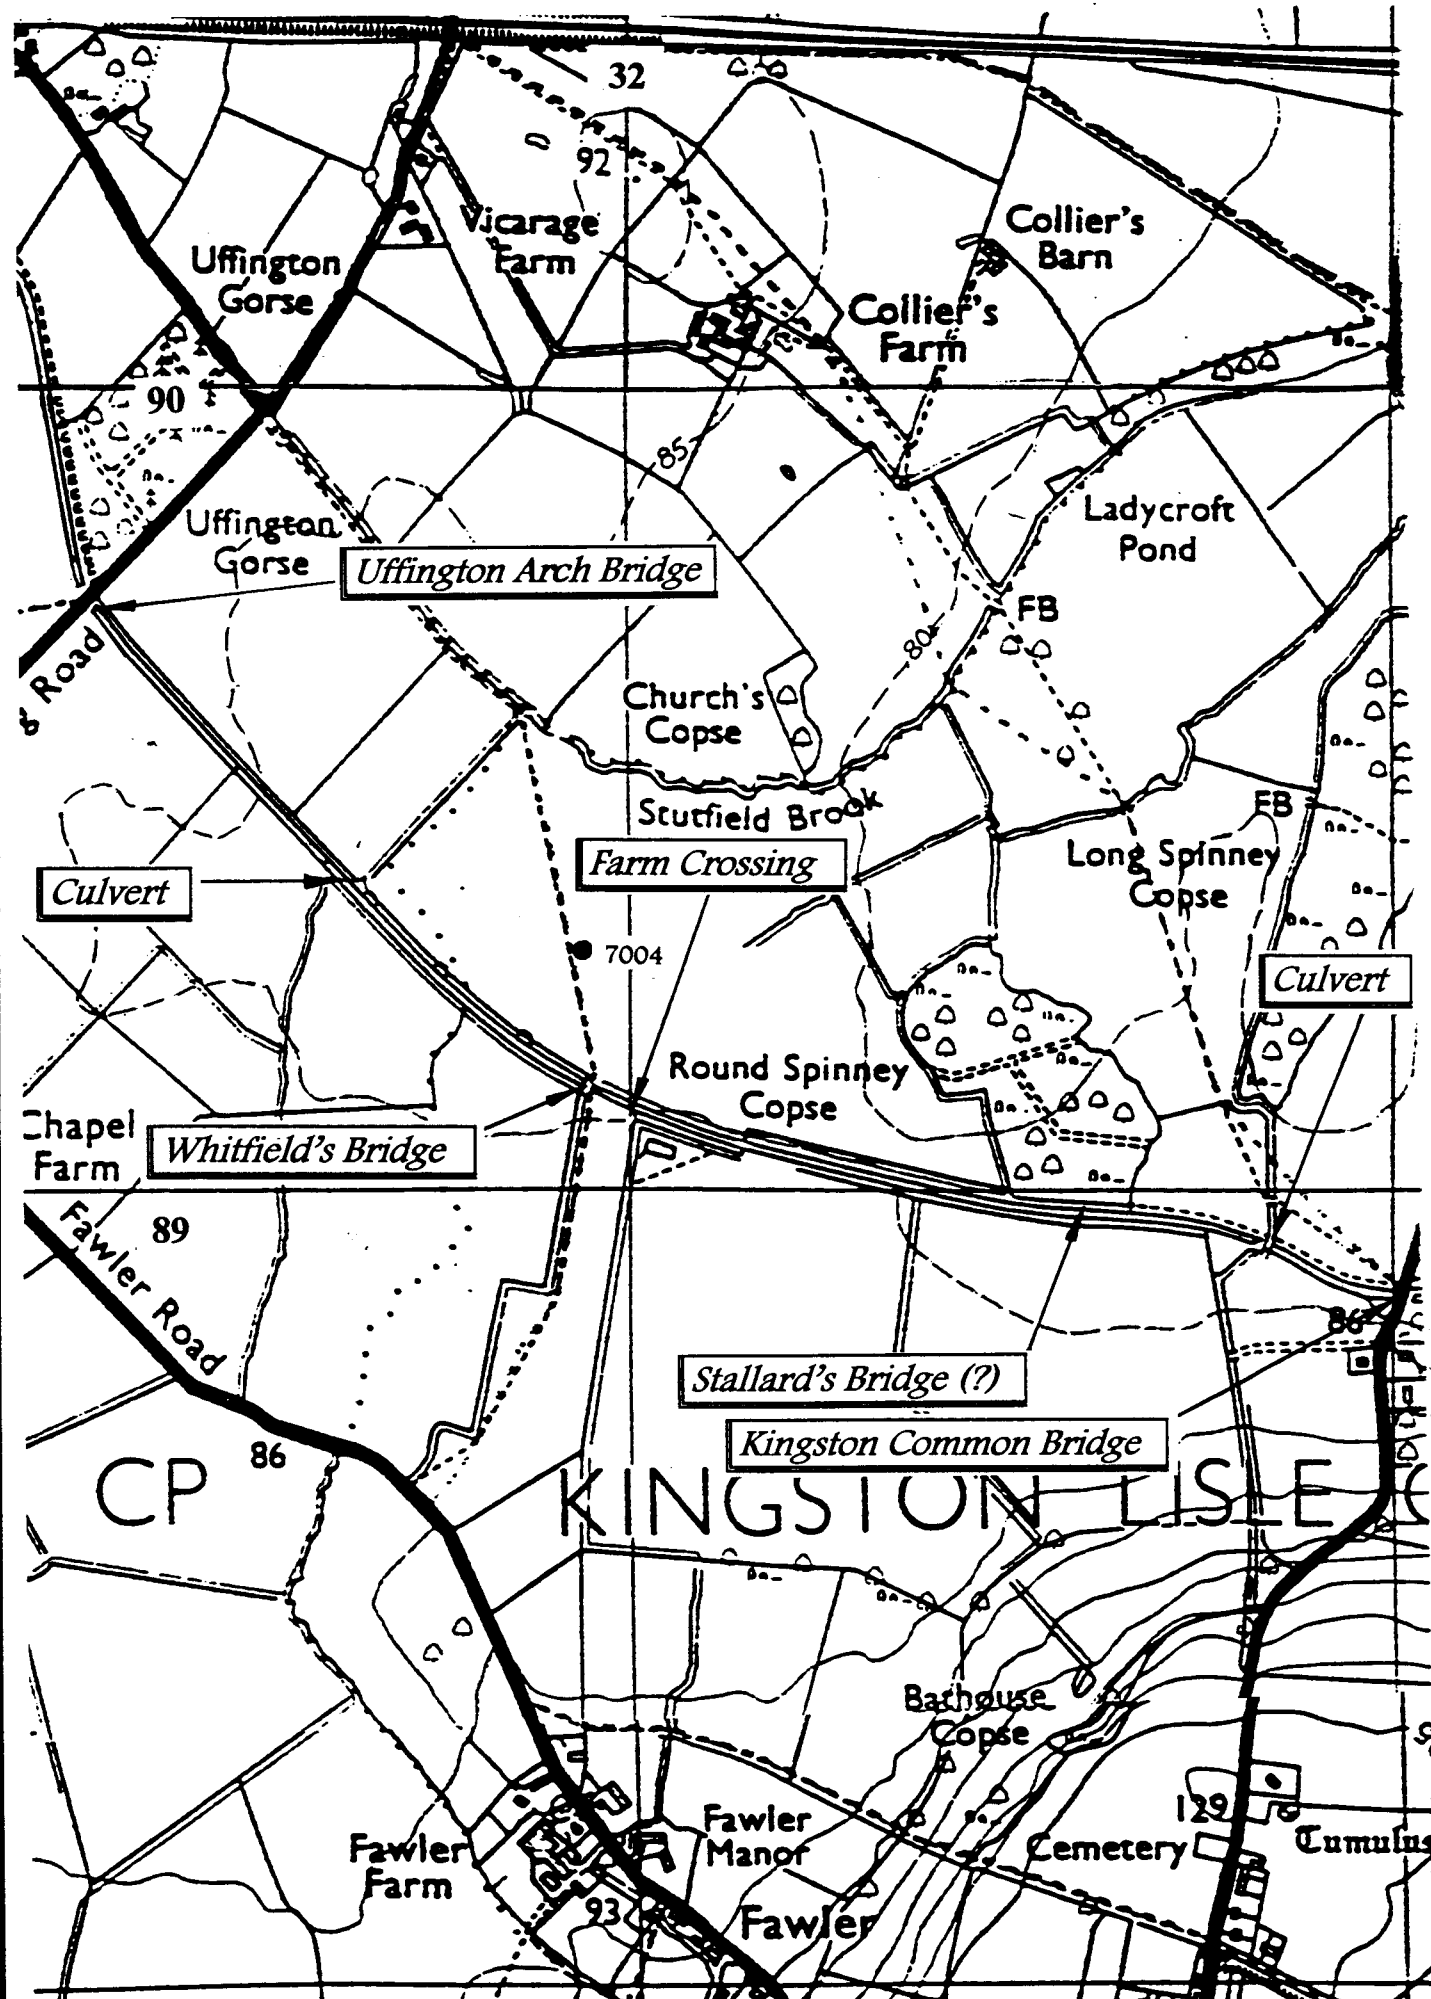 32
92
Vicarage
Farm
Collier's
Barn
Uffington
Gorse
Collier's
Farm
90
85
Uffington
Gorse
Ladycroft
Pond
Uffington Arch Bridge
FB
80
Road
Church's
Copse
Stutfield Brook
FB
Farm Crossing
Long Spinney
Copse
Culvert
7004
Culvert
Round Spinney
Copse
Chapel
Farm
Whitfield's Bridge
89
Fawler Road
86
Stallard's Bridge (?)
Kingston Common Bridge
86
CP
KINGSTON LISLE C
Bathouse
Copse
129
Fawler
Manor
Cemetery
Tumulus
Fawler
Farm
93
Fawler